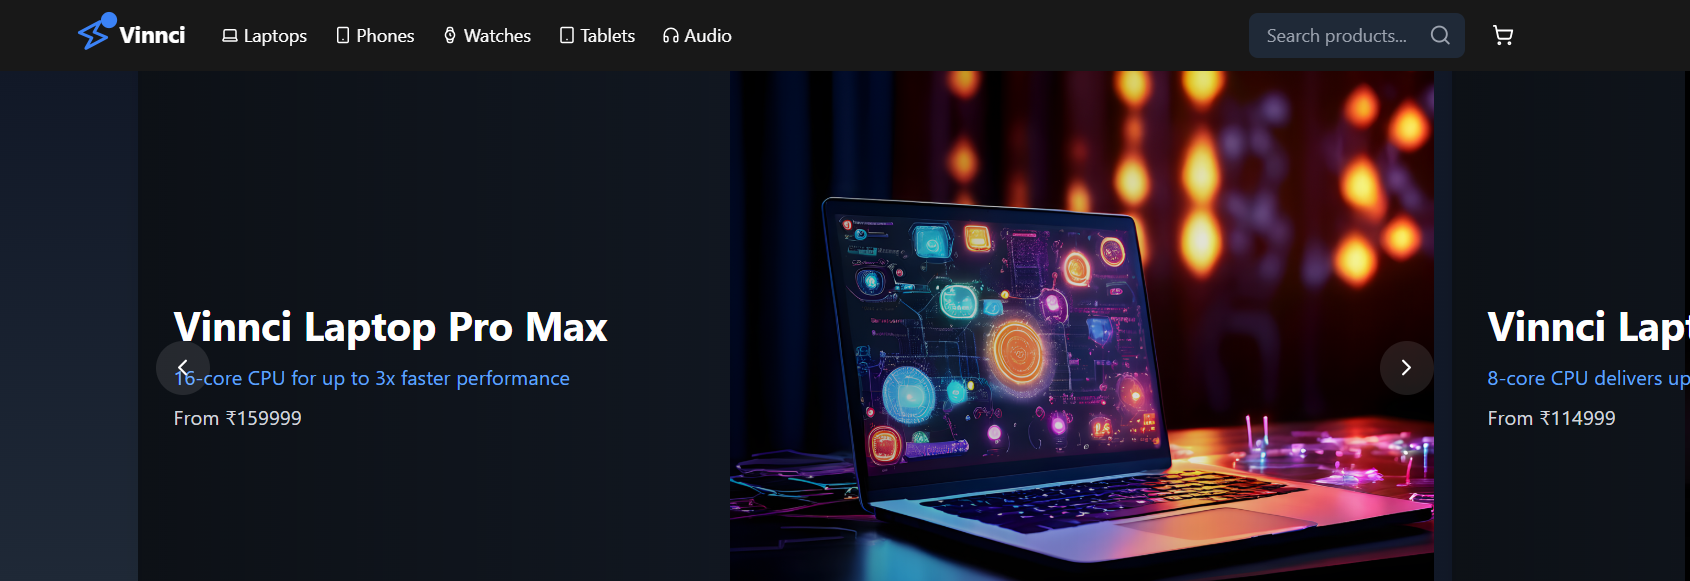 Vinnci
Laptops
Phones
Watches
Tablets
Audio
Search products...
Vinnci Laptop Pro Max
16-core CPU for up to 3x faster performance
From ₹159999
Vinnci
8-core CPU delivers up
From ₹114999